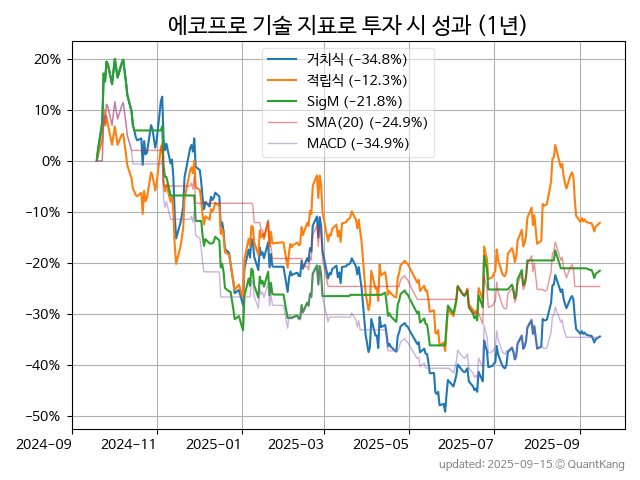 에코프로 기술 지표로 투자 시 성과 (1년)
거치식 (−34.8%)
적립식 (−12.3%)
SigM (−21.8%)
SMA(20) (−24.9%)
MACD (−34.9%)
20%
10%
0%
−10%
−20%
−30%
−40%
−50%
2024-09 2024-11 2025-01 2025-03 2025-05 2025-07 2025-09
updated: 2025-09-15 ⓒ QuantKang